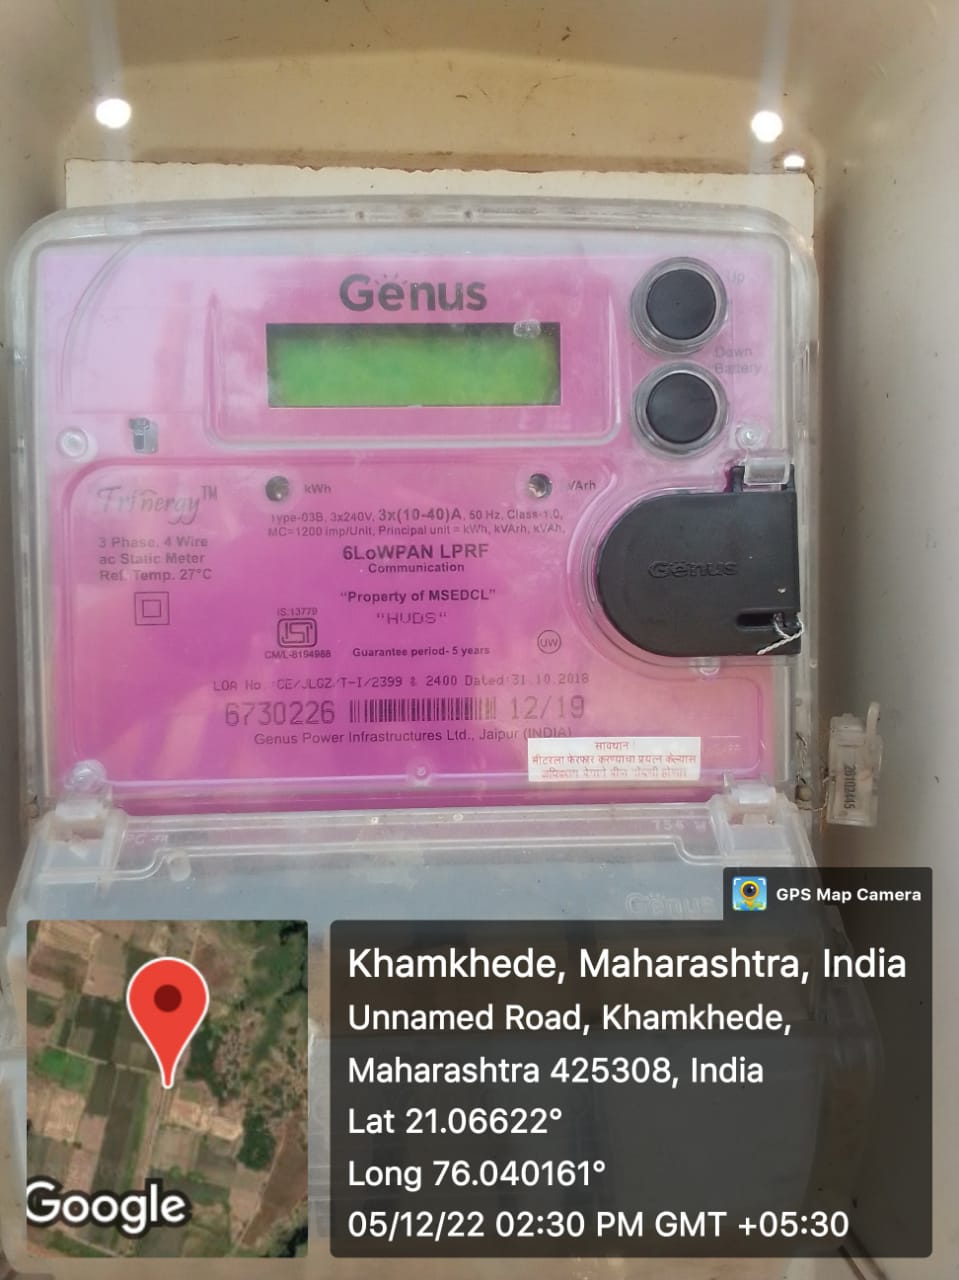 Genus
Up
Down
Battery
Trinergy™
kWh
VArh
Type-03B, 3x240V, 3x(10-40)A, 50 Hz, Class-1.0,
MC=1200 imp/Unit, Principal unit = kWh, kVArh, kVAh,
3 Phase, 4 Wire
ac Static Meter
Ref. Temp. 27°C
6LoWPAN LPRF
Communication
Genus
"Property of MSEDCL"
"HVDS"
IS:13779
CM/L-8194988
Guarantee period- 5 years
UW
LOA No. :CE/JLGZ/T-I/2399 & 2400 Dated:31.10.2018
6730226 12/19
Genus Power Infrastructures Ltd., Jaipur (INDIA)
सावधान
मीटरला फेरफार करण्याचा प्रयत्न केल्यास
Genus
GPS Map Camera
Khamkhede, Maharashtra, India
Unnamed Road, Khamkhede,
Maharashtra 425308, India
Lat 21.06622°
Long 76.040161°
05/12/22 02:30 PM GMT +05:30
Google